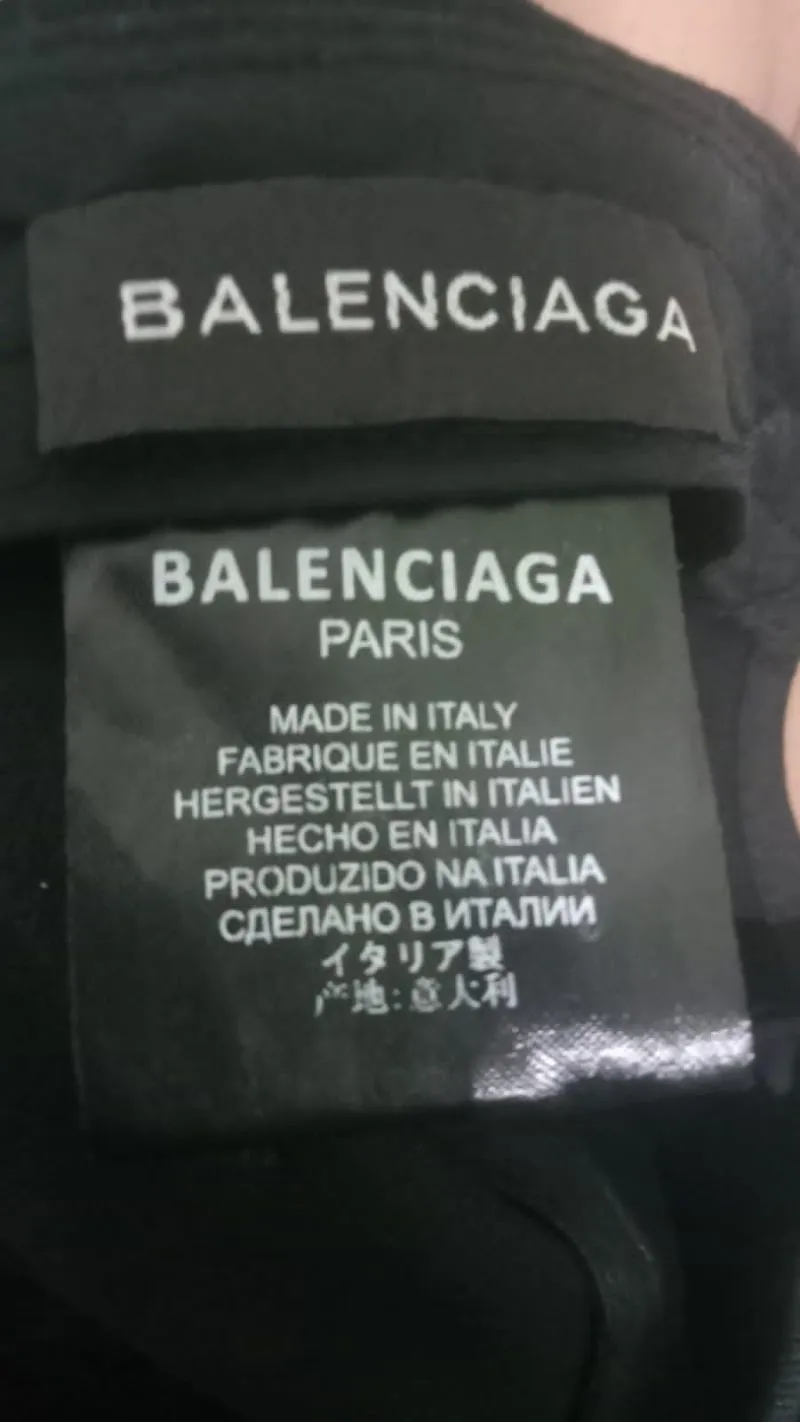 BALENCIAGA
BALENCIAGA
PARIS
MADE IN ITALY
FABRIQUE EN ITALIE
HERGESTELLT IN ITALIEN
HECHO EN ITALIA
PRODUZIDO NA ITALIA
СДЕЛАНО В ИТАЛИИ
イタリア製
产地:意大利